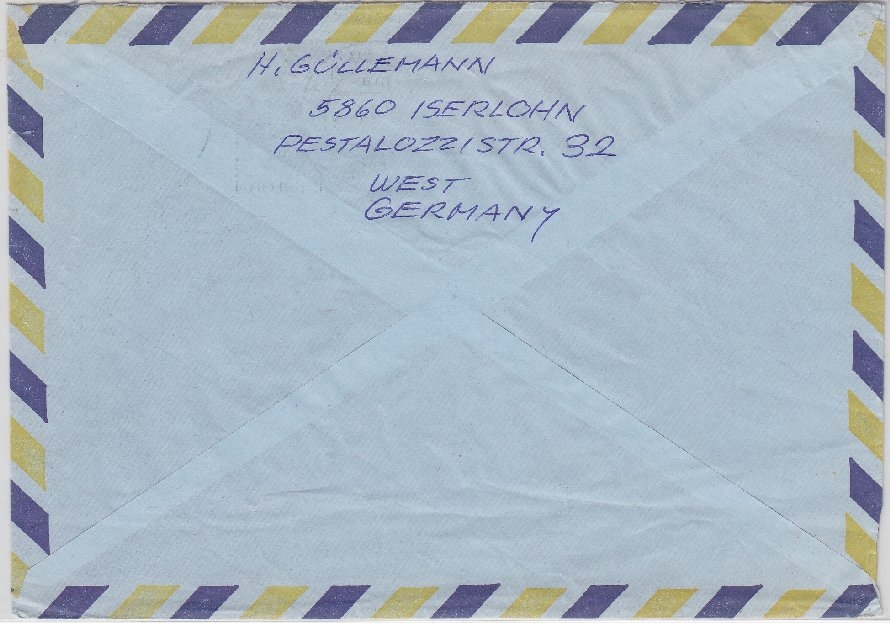 H. GÜLLEMANN
5860 ISERLOHN
PESTALOZZISTR. 32
WEST
GERMANY